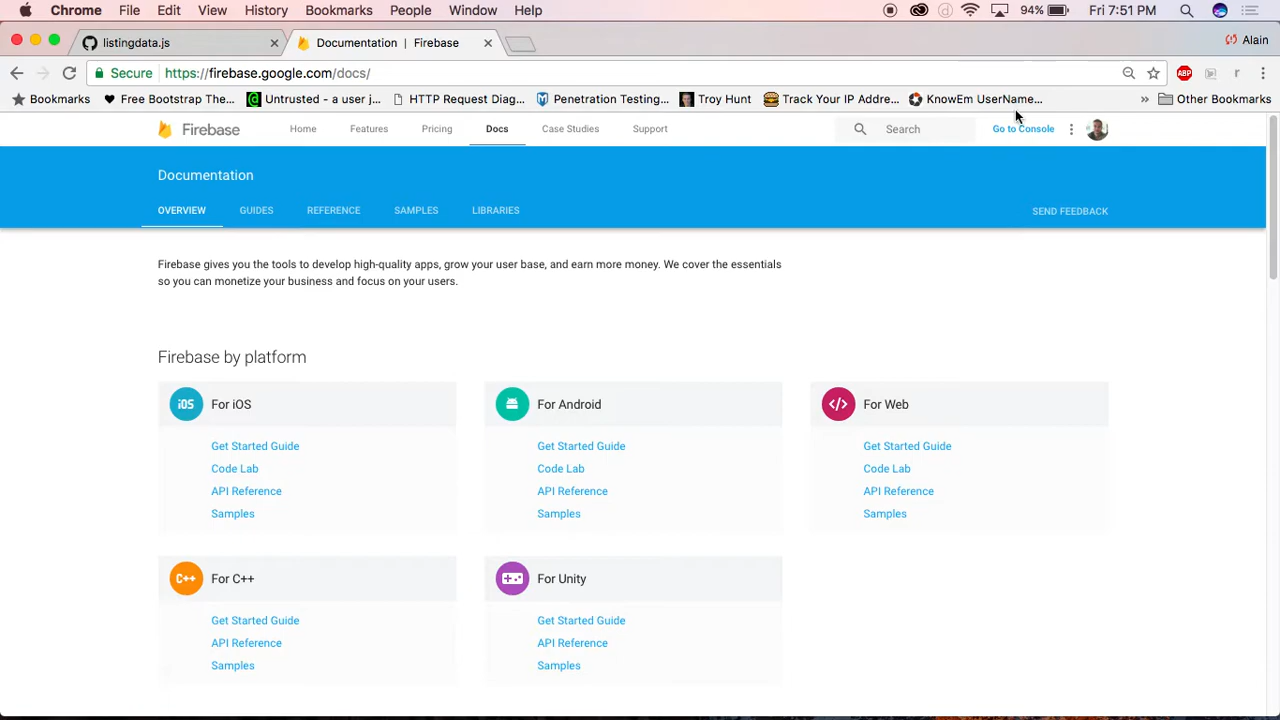 Chrome File Edit View History Bookmarks People Window Help 94% Fri 7:51 PM
listingdata.js Documentation | Firebase Alain
Secure https://firebase.google.com/docs/ ABP r
Bookmarks Free Bootstrap The... Untrusted - a user j... HTTP Request Diag... Penetration Testing... Troy Hunt Track Your IP Addre... KnowEm UserName... » Other Bookmarks
Firebase Home Features Pricing Docs Case Studies Support Search Go to Console
Documentation
OVERVIEW GUIDES REFERENCE SAMPLES LIBRARIES SEND FEEDBACK
Firebase gives you the tools to develop high-quality apps, grow your user base, and earn more money. We cover the essentials
so you can monetize your business and focus on your users.
Firebase by platform
iOS For iOS
Get Started Guide
Code Lab
API Reference
Samples
For Android
Get Started Guide
Code Lab
API Reference
Samples
</> For Web
Get Started Guide
Code Lab
API Reference
Samples
C++ For C++
Get Started Guide
API Reference
Samples
For Unity
Get Started Guide
API Reference
Samples